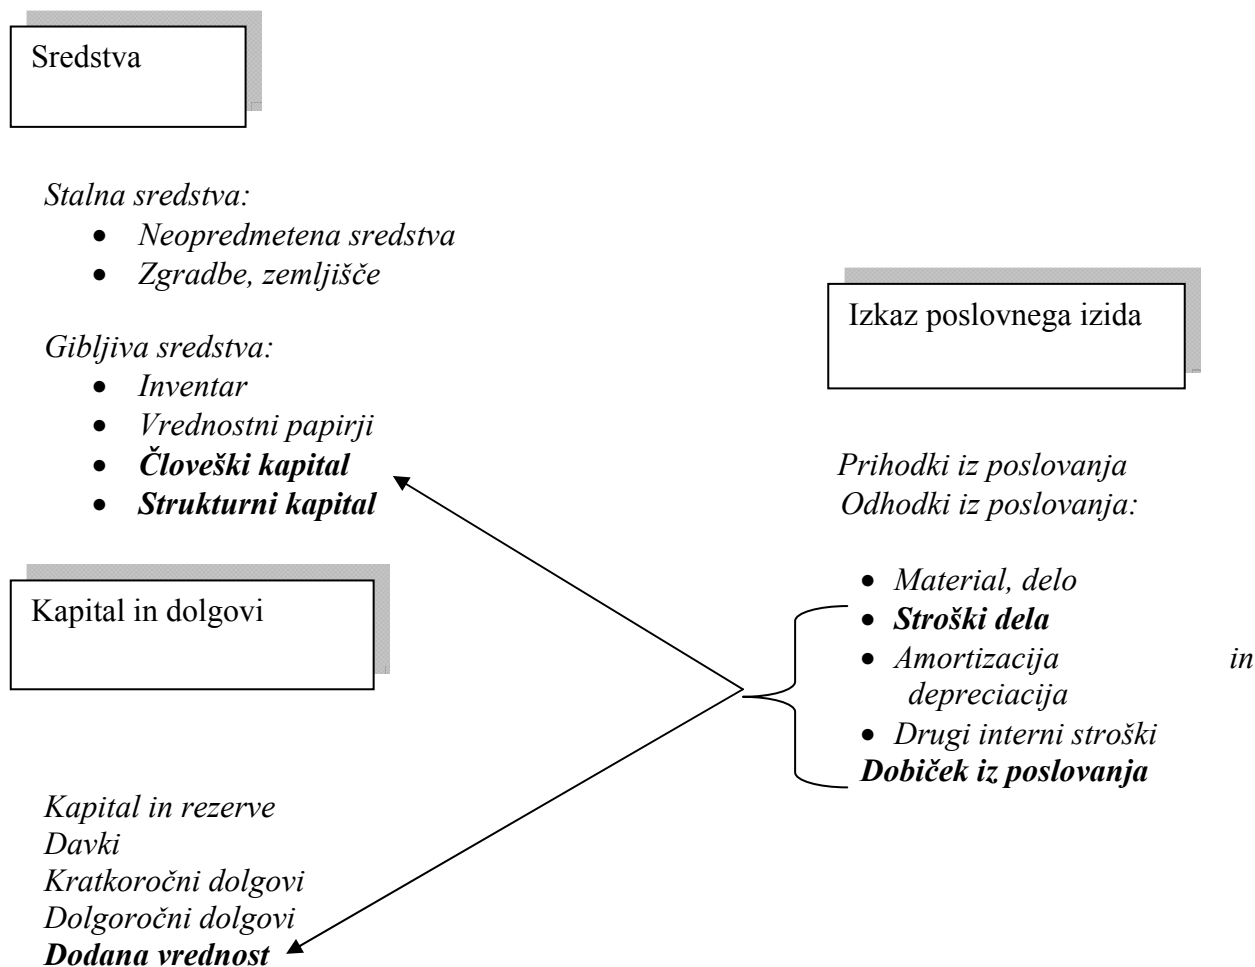 Sredstva
Stalna sredstva:
• Neopredmetena sredstva
• Zgradbe, zemljišče
Gibljiva sredstva:
• Inventar
• Vrednostni papirji
• Človeški kapital
• Strukturni kapital
Kapital in dolgovi
Kapital in rezerve
Davki
Kratkoročni dolgovi
Dolgoročni dolgovi
Dodana vrednost
Izkaz poslovnega izida
Prihodki iz poslovanja
Odhodki iz poslovanja:
• Material, delo
• Stroški dela
• Amortizacija in
depreciacija
• Drugi interni stroški
Dobiček iz poslovanja